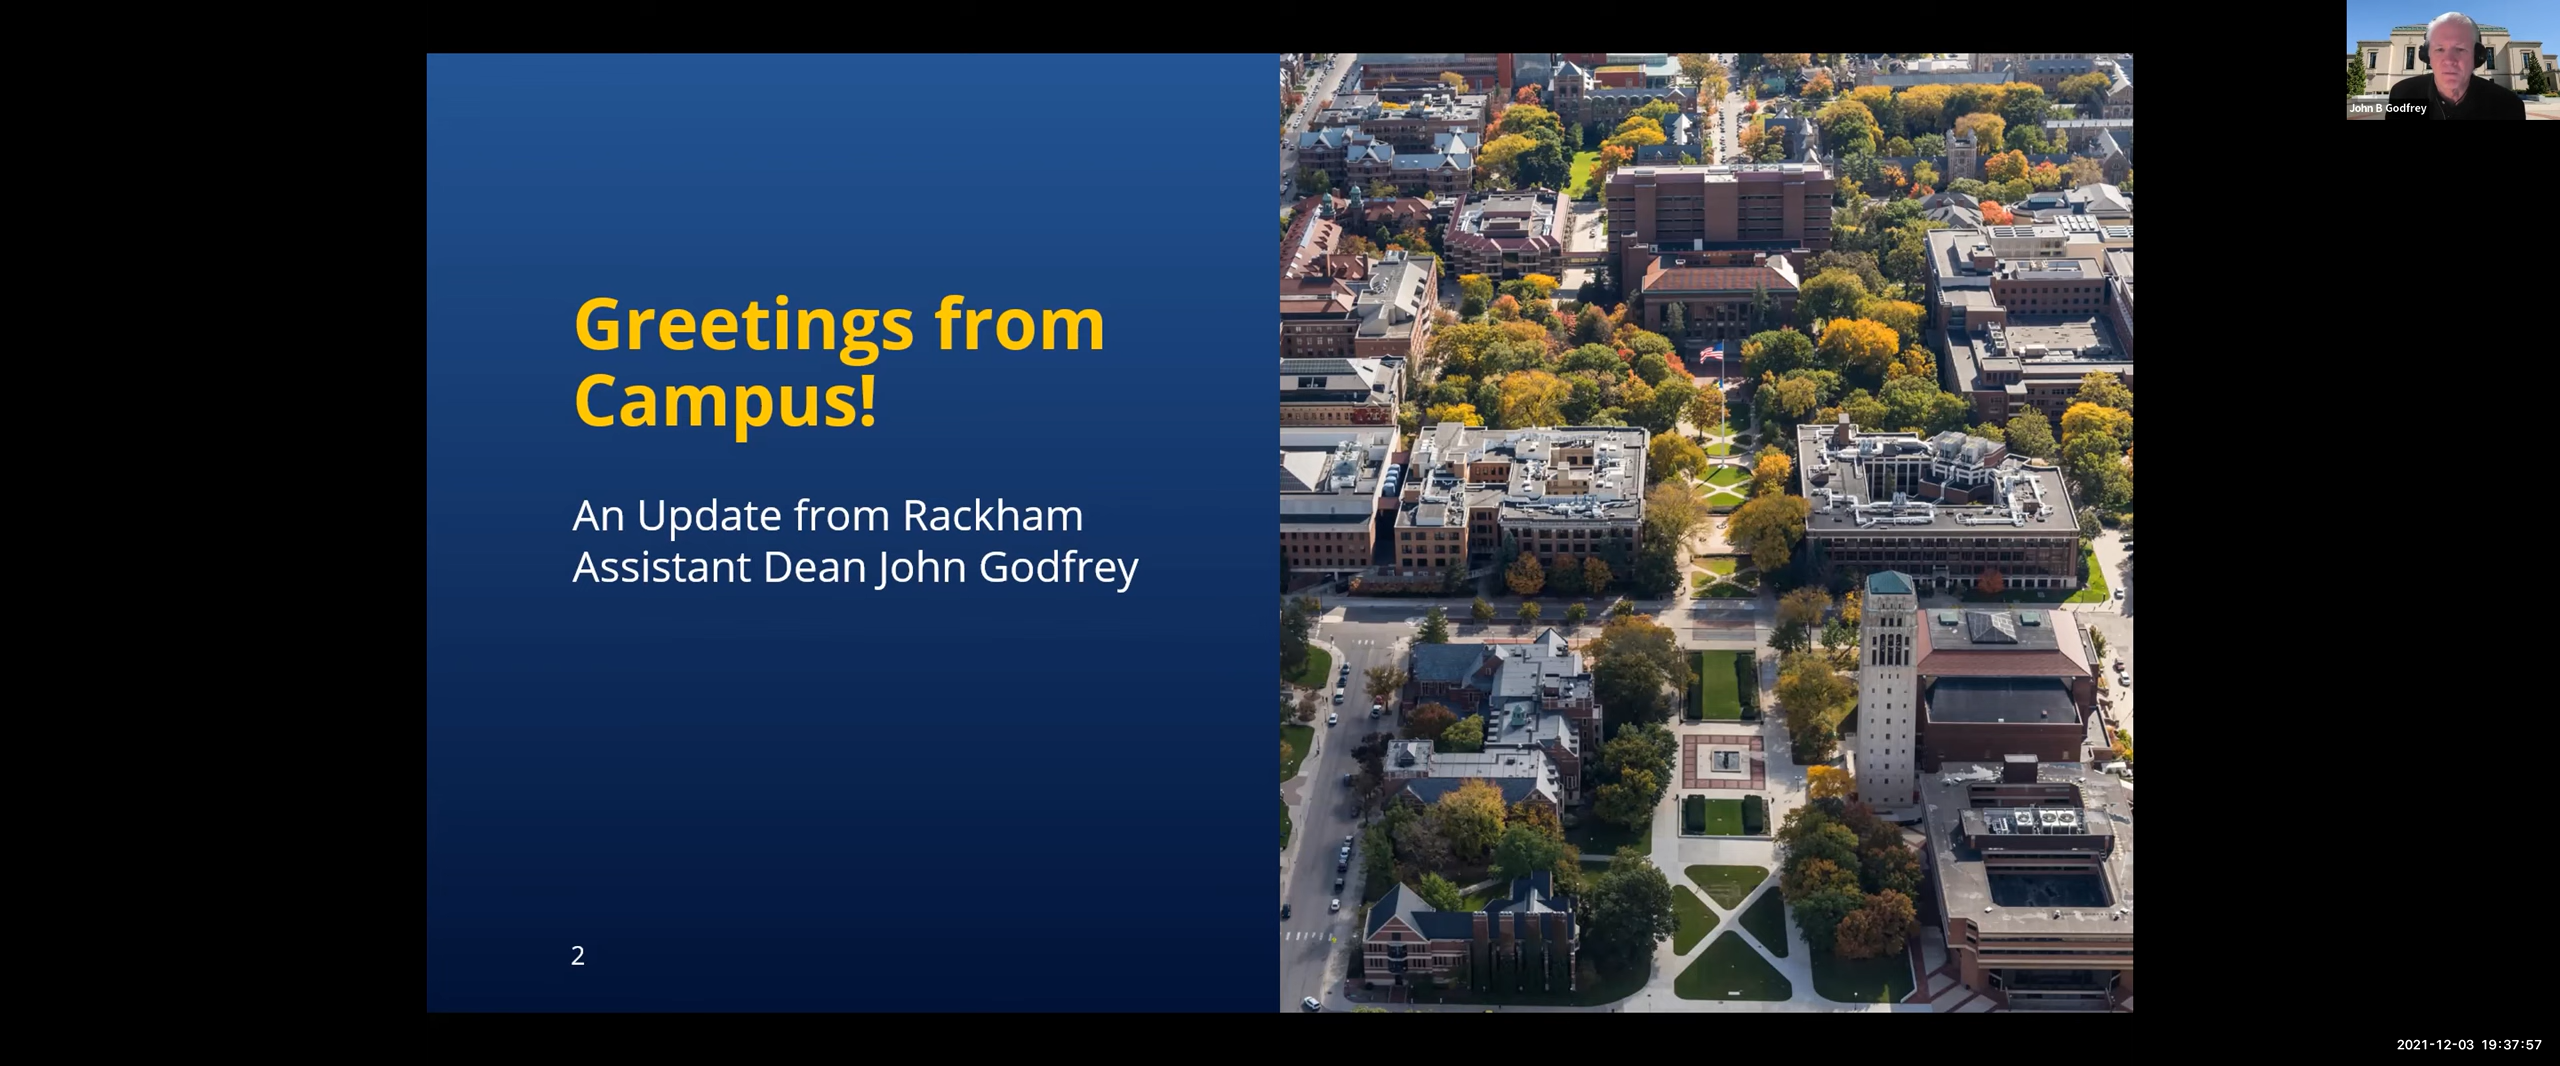 John B Godfrey
Greetings from
Campus!
An Update from Rackham
Assistant Dean John Godfrey
2
2021-12-03 19:37:57